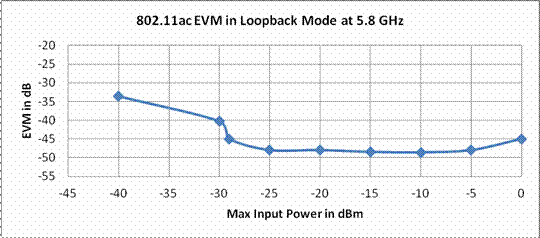 802.11ac EVM in Loopback Mode at 5.8 GHz
-20
-25
-30
-35
-40
-45
-50
-55
EVM in dB
-45 -40 -35 -30 -25 -20 -15 -10 -5 0
Max Input Power in dBm